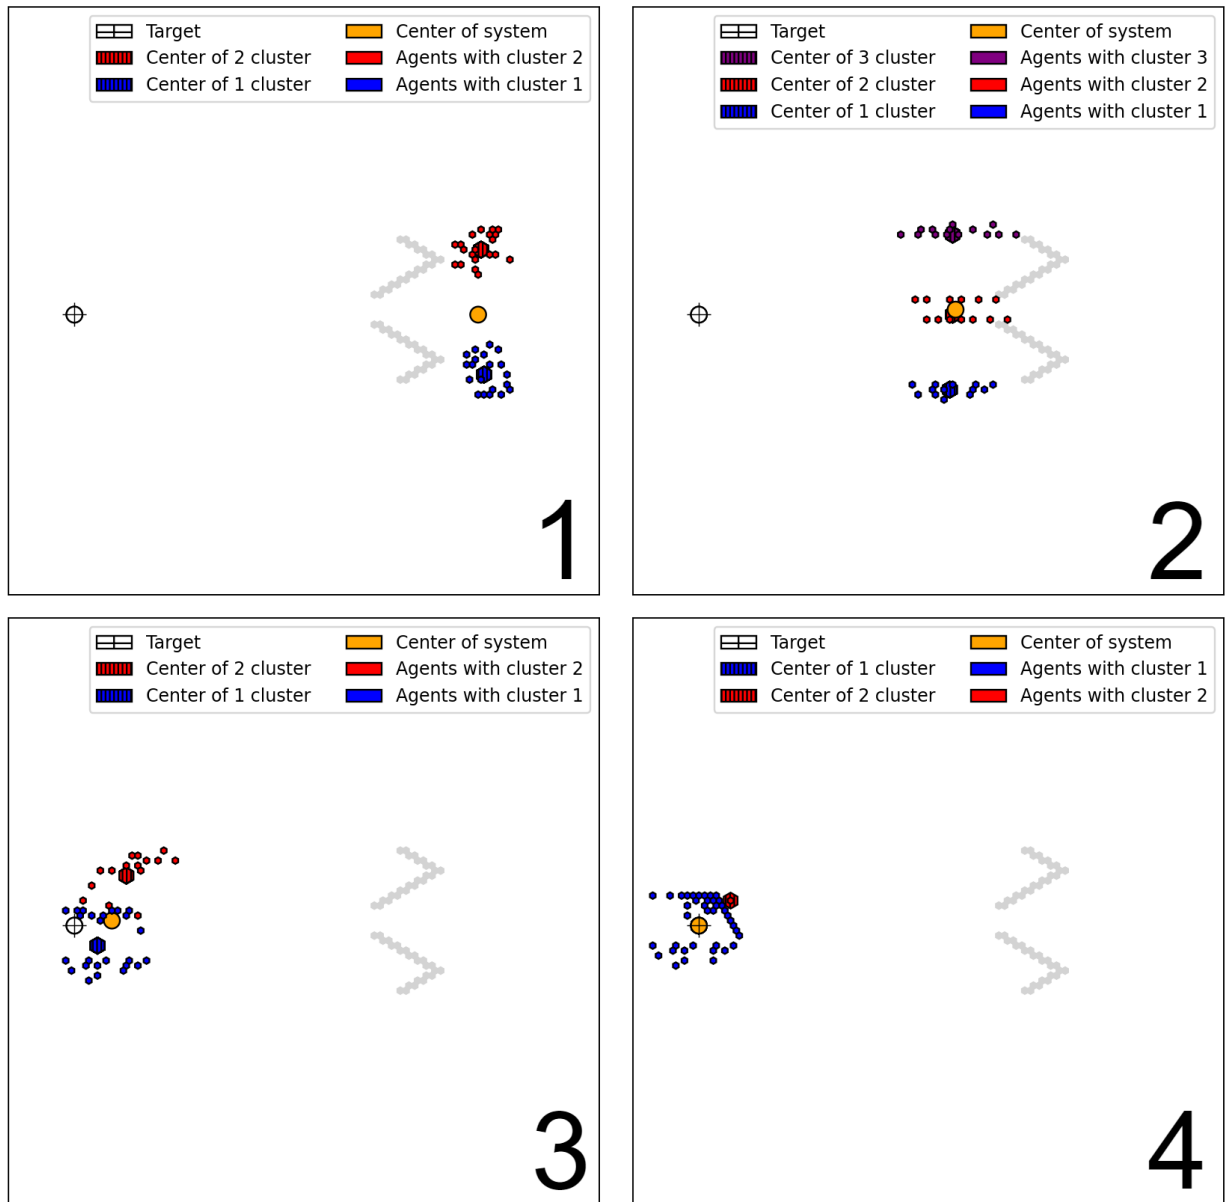 Target Center of system
Center of 2 cluster Agents with cluster 2
Center of 1 cluster Agents with cluster 1
1
Target Center of system
Center of 3 cluster Agents with cluster 3
Center of 2 cluster Agents with cluster 2
Center of 1 cluster Agents with cluster 1
2
Target Center of system
Center of 2 cluster Agents with cluster 2
Center of 1 cluster Agents with cluster 1
3
Target Center of system
Center of 1 cluster Agents with cluster 1
Center of 2 cluster Agents with cluster 2
4